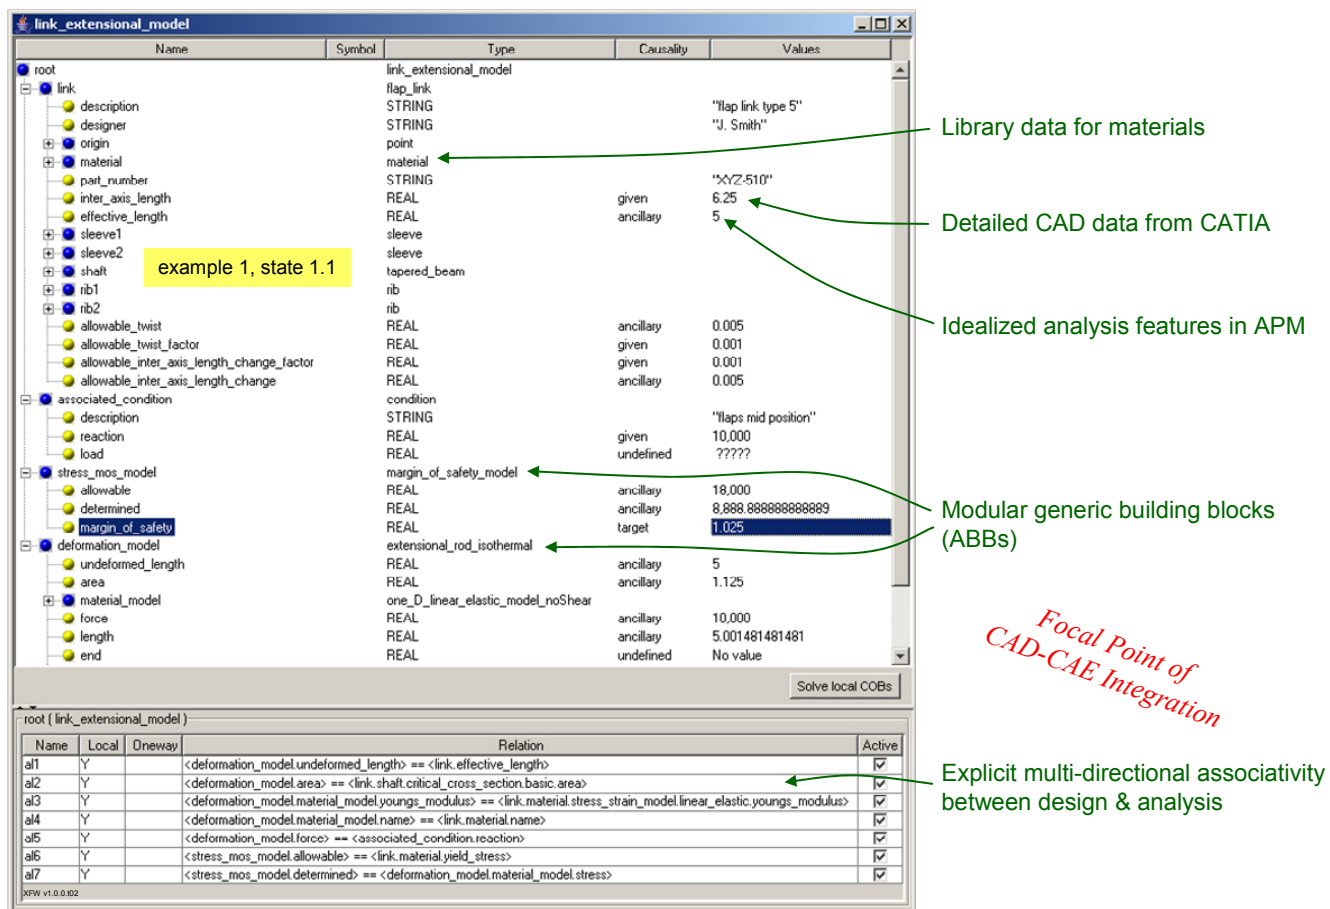 link_extensional_model
Name Symbol Type Causality Values
root link_extensional_model
link flap_link
description STRING "flap link type 5"
designer STRING "J. Smith"
origin point
material material
part_number STRING "XYZ-510"
inter_axis_length REAL given 6.25
effective_length REAL ancillary 5
sleeve1 sleeve
sleeve2 sleeve
shaft tapered_beam
rib1 rib
rib2 rib
allowable_twist REAL ancillary 0.005
allowable_twist_factor REAL given 0.001
allowable_inter_axis_length_change_factor REAL given 0.001
allowable_inter_axis_length_change REAL ancillary 0.005
associated_condition condition
description STRING "flaps mid position"
reaction REAL given 10,000
load REAL undefined ?????
stress_mos_model margin_of_safety_model
allowable REAL ancillary 18,000
determined REAL ancillary 8,888.888888888889
margin_of_safety REAL target 1.025
deformation_model extensional_rod_isothermal
undeformed_length REAL ancillary 5
area REAL ancillary 1.125
material_model one_D_linear_elastic_model_noShear
force REAL ancillary 10,000
length REAL ancillary 5.001481481481
end REAL undefined No value
example 1, state 1.1
Solve local COBs
root ( link_extensional_model )
Name Local Oneway Relation Active
al1 Y <deformation_model.undeformed_length> == <link.effective_length>
al2 Y <deformation_model.area> == <link.shaft.critical_cross_section.basic.area>
al3 Y <deformation_model.material_model.youngs_modulus> == <link.material.stress_strain_model.linear_elastic.youngs_modulus>
al4 Y <deformation_model.material_model.name> == <link.material.name>
al5 Y <deformation_model.force> == <associated_condition.reaction>
al6 Y <stress_mos_model.allowable> == <link.material.yield_stress>
al7 Y <stress_mos_model.determined> == <deformation_model.material_model.stress>
XFW v1.0.0.t02
Library data for materials
Detailed CAD data from CATIA
Idealized analysis features in APM
Modular generic building blocks
(ABBs)
Focal Point of
CAD-CAE Integration
Explicit multi-directional associativity
between design & analysis